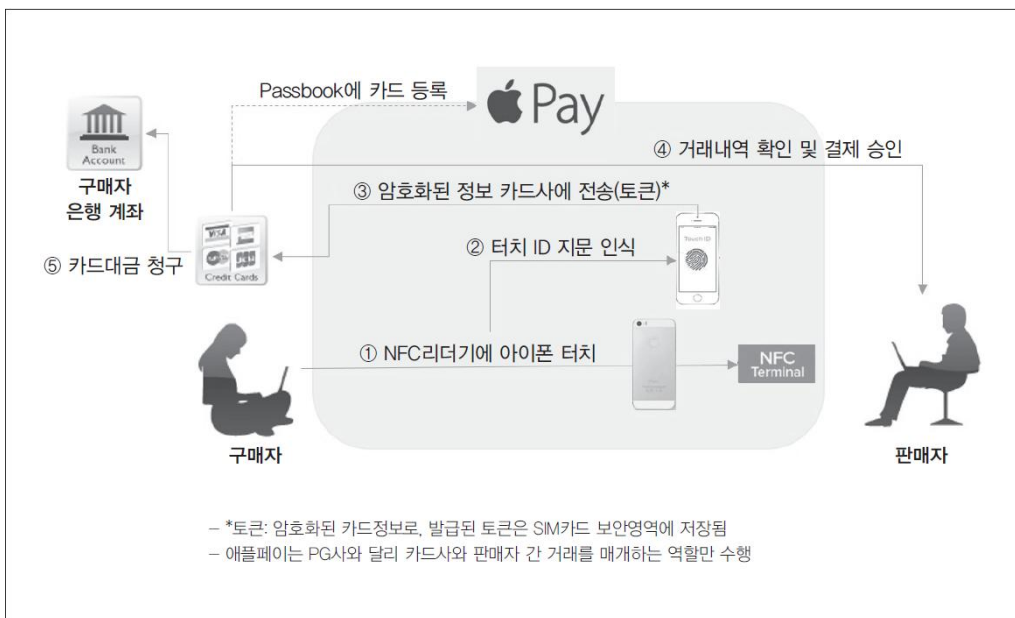 Passbook에 카드 등록
Pay
Bank
Account
구매자
은행 계좌
④ 거래내역 확인 및 결제 승인
③ 암호화된 정보 카드사에 전송(토큰)*
Touch ID
② 터치 ID 지문 인식
VISA
Credit Cards
⑤ 카드대금 청구
① NFC리더기에 아이폰 터치
NFC
Terminal
구매자
판매자
– *토큰: 암호화된 카드정보로, 발급된 토큰은 SIM카드 보안영역에 저장됨
– 애플페이는 PG사와 달리 카드사와 판매자 간 거래를 매개하는 역할만 수행